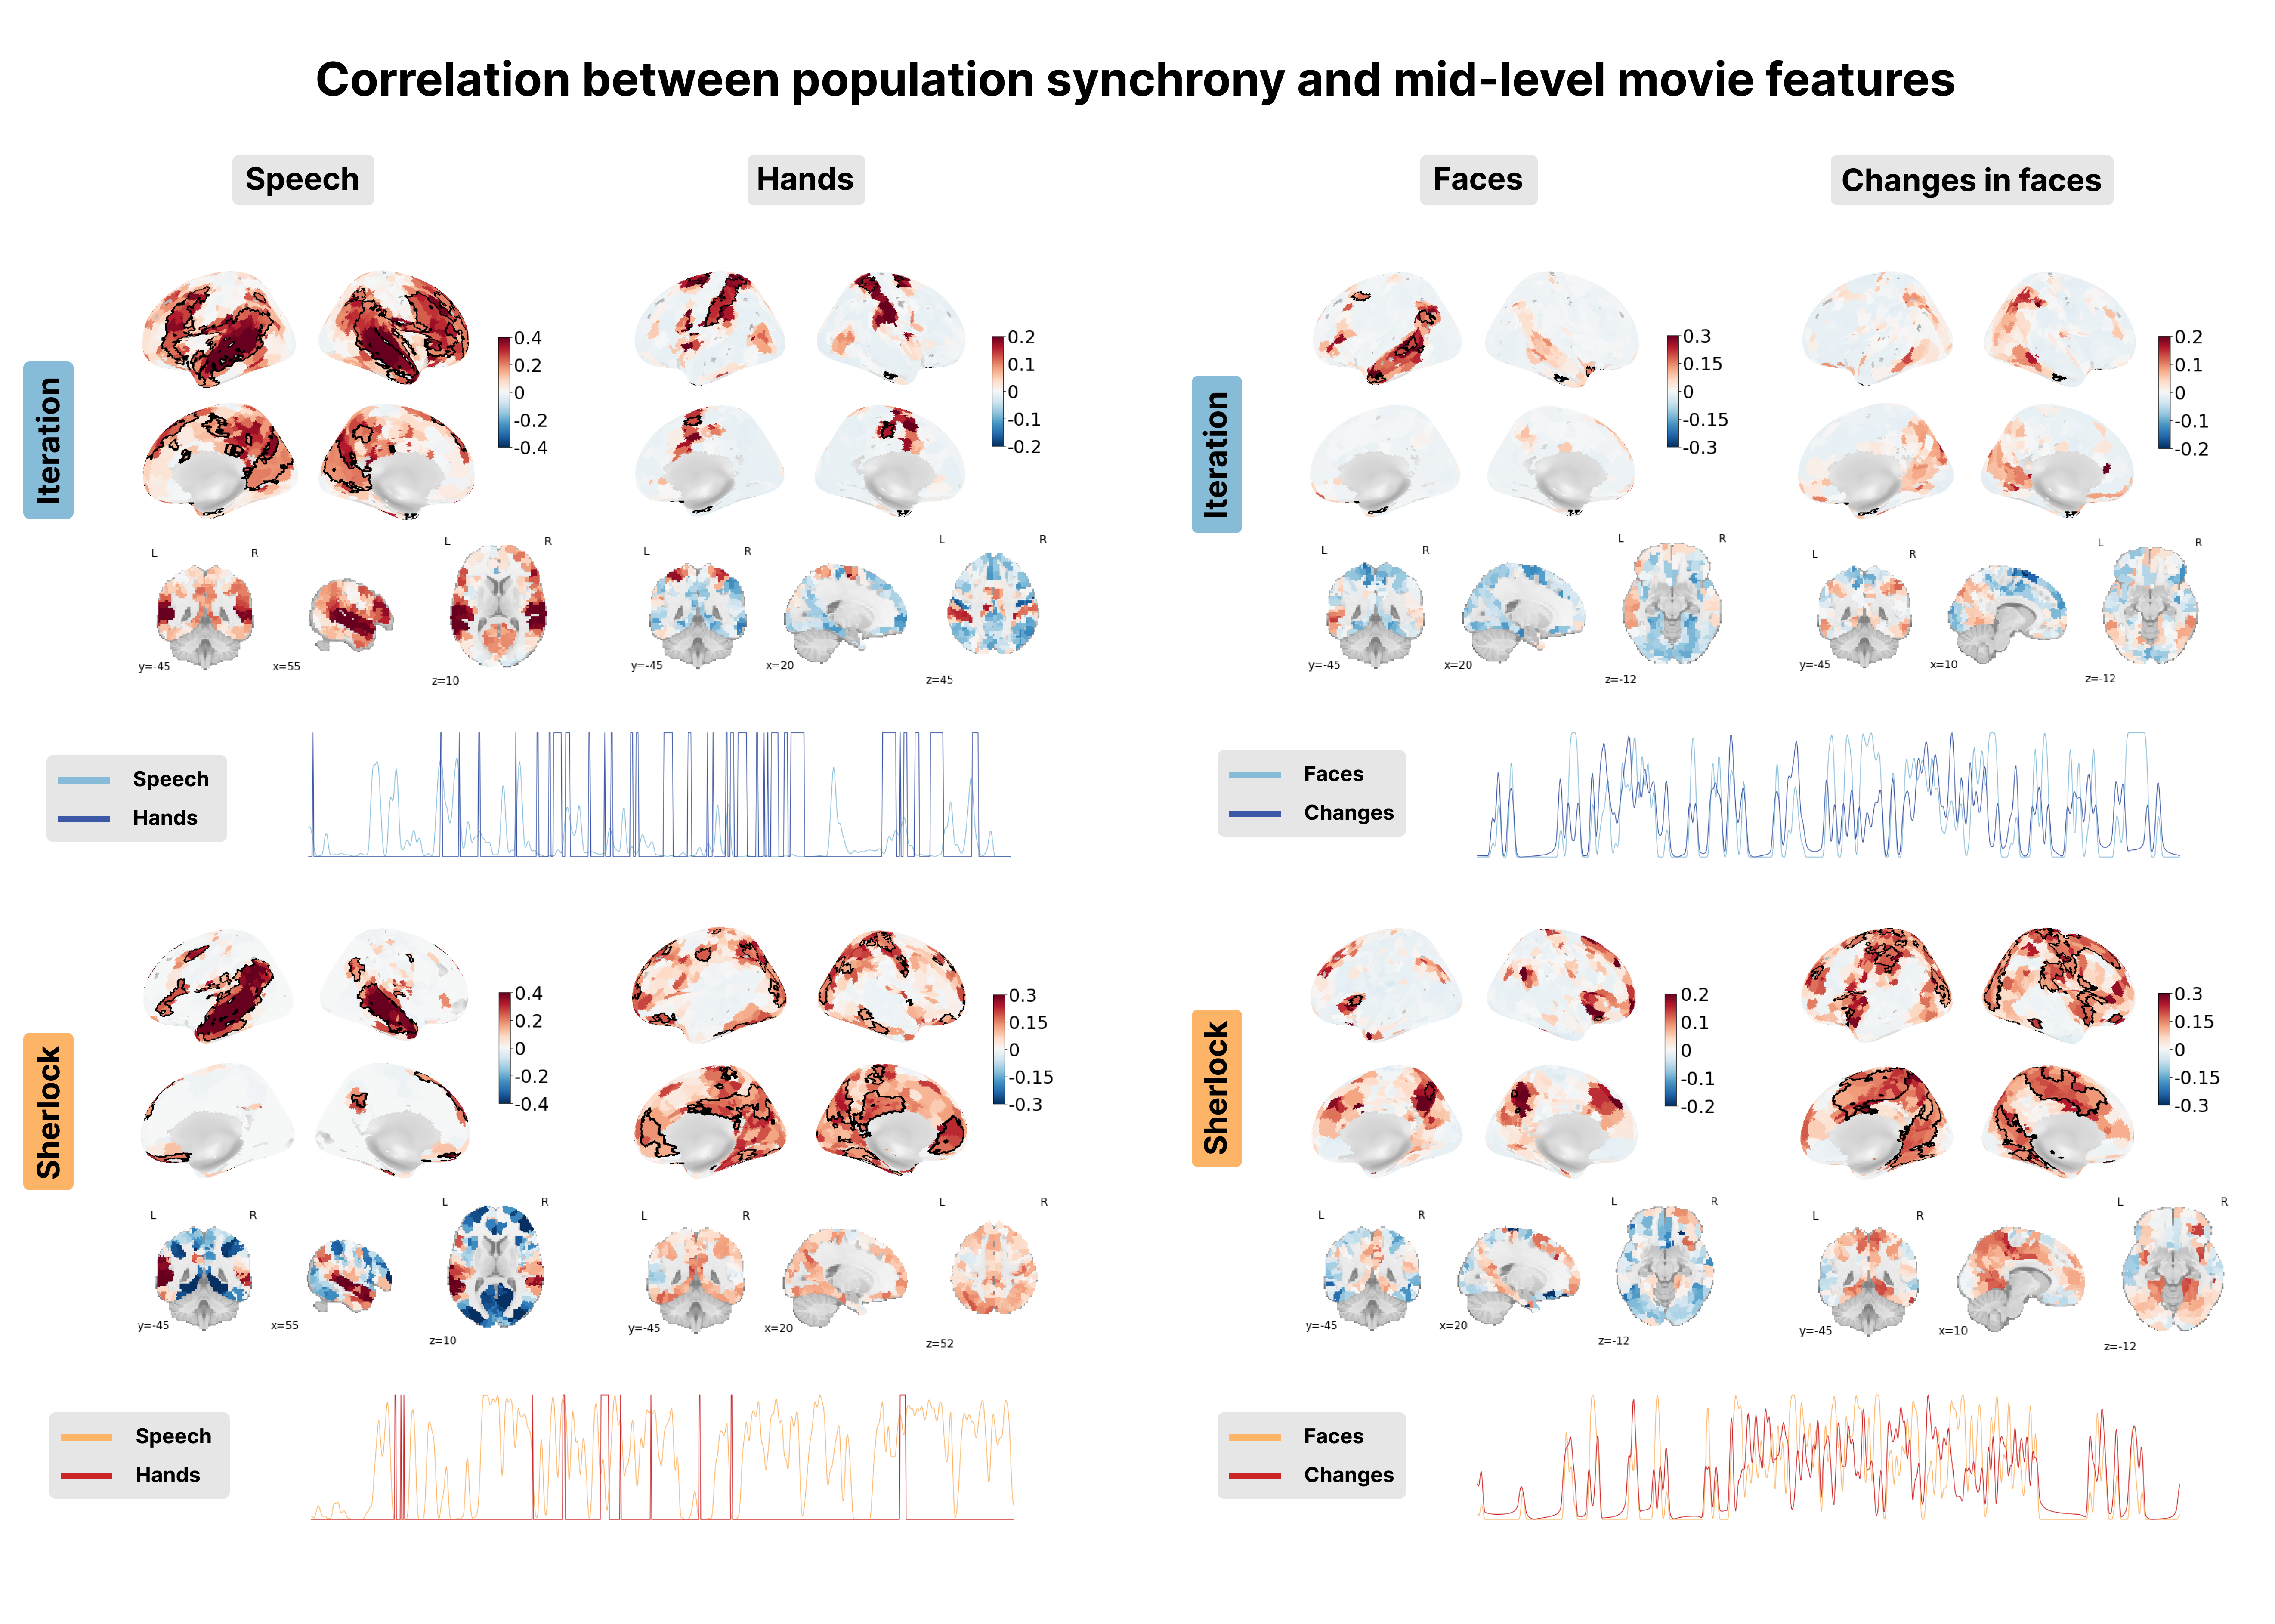 Correlation between population synchrony and mid-level movie features
Speech
Hands
Faces
Changes in faces
Iteration
0.4
0.2
0
-0.2
-0.4
0.2
0.1
0
-0.1
-0.2
L R
y=-45
x=55
L R
z=10
L R
y=-45
x=20
L R
z=45
Iteration
0.3
0.15
0
-0.15
-0.3
0.2
0.1
0
-0.1
-0.2
L R
y=-45
x=20
L R
z=-12
L R
y=-45
x=10
L R
z=-12
Speech
Hands
Faces
Changes
Sherlock
0.4
0.2
0
-0.2
-0.4
0.3
0.15
0
-0.15
-0.3
L R
y=-45
x=55
L R
z=10
L R
y=-45
x=20
L R
z=52
Sherlock
0.2
0.1
0
-0.1
-0.2
0.3
0.15
0
-0.15
-0.3
L R
y=-45
x=20
L R
z=-12
L R
y=-45
x=10
L R
z=-12
Speech
Hands
Faces
Changes